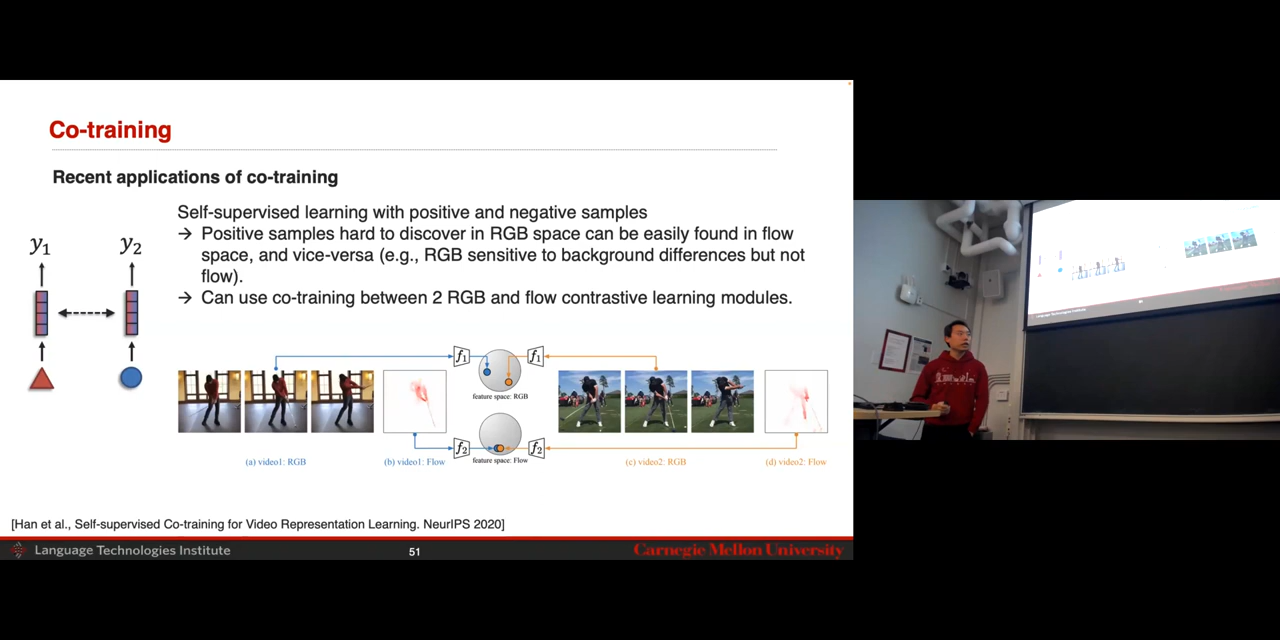 Co-training
Recent applications of co-training
Self-supervised learning with positive and negative samples
→ Positive samples hard to discover in RGB space can be easily found in flow
space, and vice-versa (e.g., RGB sensitive to background differences but not
flow).
→ Can use co-training between 2 RGB and flow contrastive learning modules.
y₁ y₂
f₁ f₁
feature space: RGB
f₂ f₂
feature space: Flow
(a) video1: RGB (b) video1: Flow (c) video2: RGB (d) video2: Flow
[Han et al., Self-supervised Co-training for Video Representation Learning. NeurIPS 2020]
Language Technologies Institute 51 Carnegie Mellon University